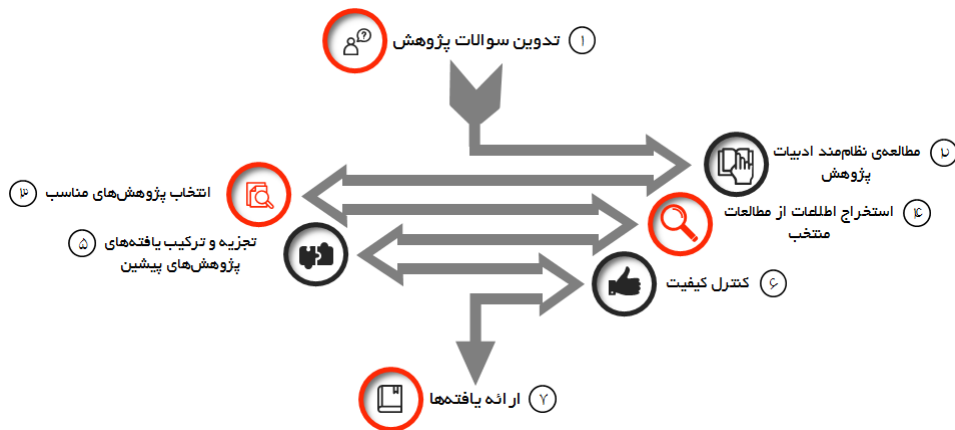 ۱ تدوین سوالات پژوهش
۲ مطالعه‌ی نظام‌مند ادبیات
پژوهش
۳ انتخاب پژوهش‌های مناسب
۴ استخراج اطلاعات از مطالعات
منتخب
۵ تجزیه و ترکیب یافته‌های
پژوهش‌های پیشین
۶ کنترل کیفیت
۷ ارائه یافته‌ها